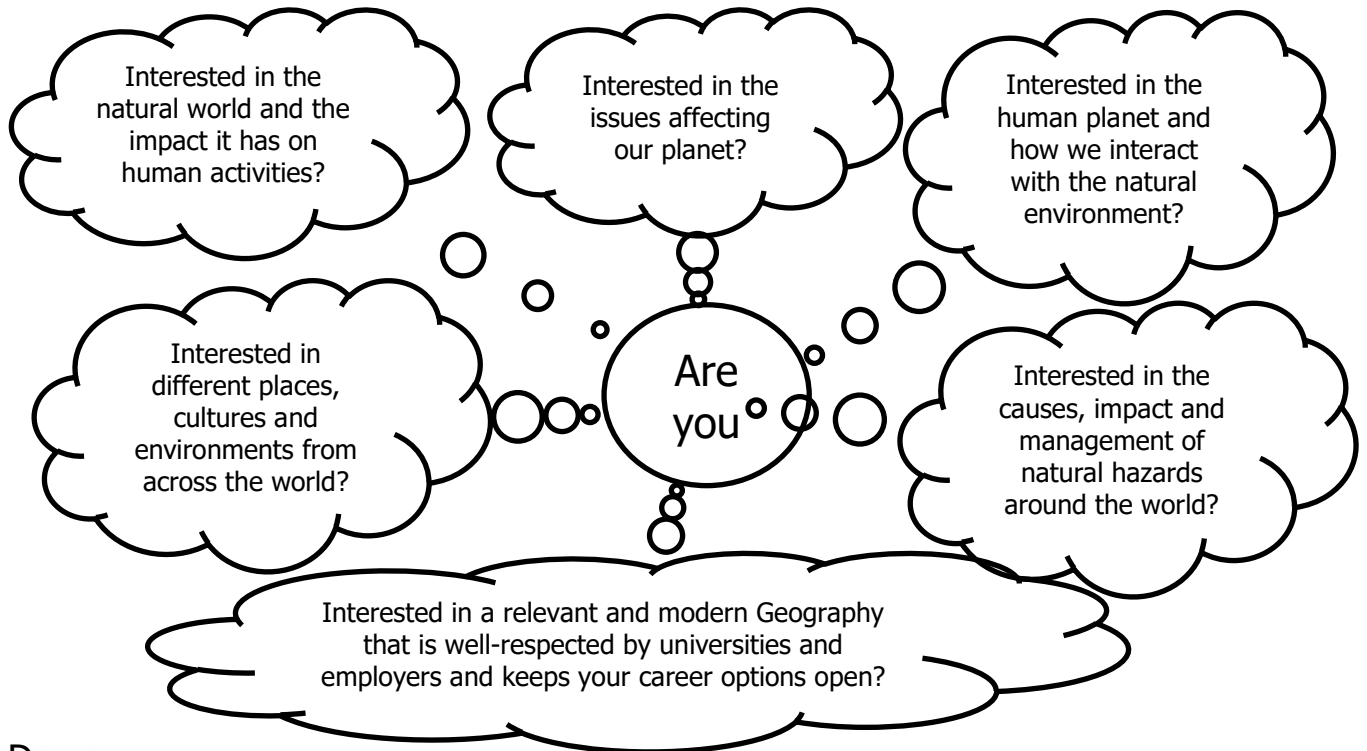 Interested in the
natural world and the
impact it has on
human activities?
Interested in the
issues affecting
our planet?
Interested in the
human planet and
how we interact
with the natural
environment?
Interested in
different places,
cultures and
environments from
across the world?
Are
you
Interested in the
causes, impact and
management of
natural hazards
around the world?
Interested in a relevant and modern Geography
that is well-respected by universities and
employers and keeps your career options open?